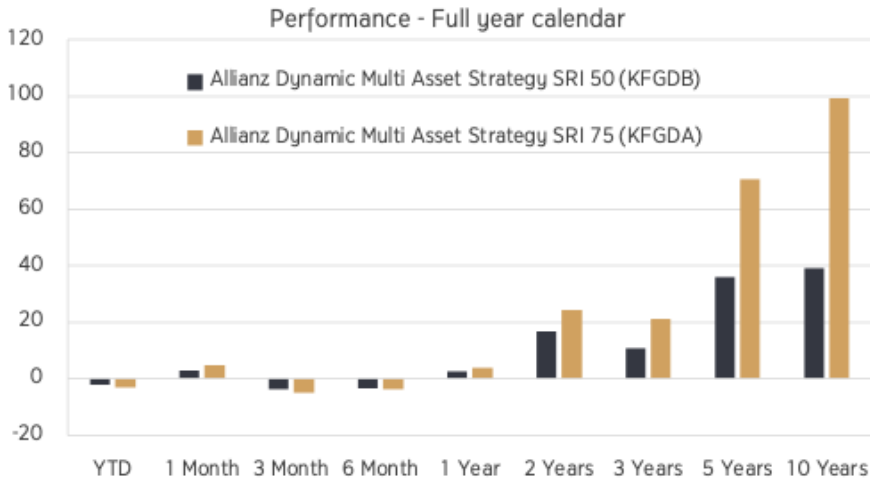 Performance - Full year calendar
120
Allianz Dynamic Multi Asset Strategy SRI 50 (KFGDB)
100
Allianz Dynamic Multi Asset Strategy SRI 75 (KFGDA)
80
60
40
20
0
-20
YTD 1 Month 3 Month 6 Month 1 Year 2 Years 3 Years 5 Years 10 Years